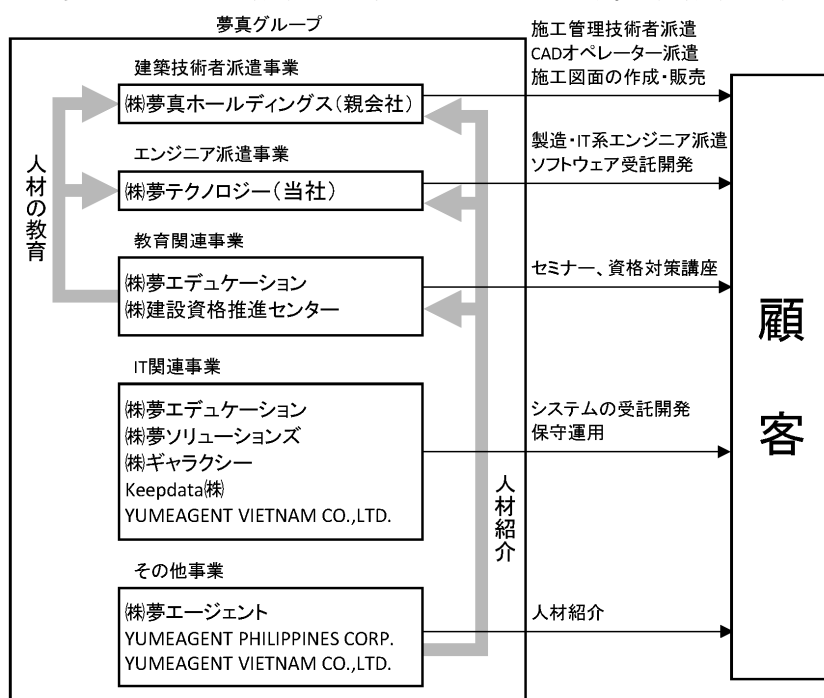 夢真グループ
施工管理技術者派遣
CADオペレーター派遣
施工図面の作成・販売
建築技術者派遣事業
㈱夢真ホールディングス（親会社）
エンジニア派遣事業
製造・IT系エンジニア派遣
ソフトウェア受託開発
㈱夢テクノロジー（当社）
人材の教育
教育関連事業
㈱夢エデュケーション
㈱建設資格推進センター
セミナー、資格対策講座
顧客
IT関連事業
㈱夢エデュケーション
㈱夢ソリューションズ
㈱ギャラクシー
Keepdata㈱
YUMEAGENT VIETNAM CO.,LTD.
システムの受託開発
保守運用
人材紹介
その他事業
㈱夢エージェント
YUMEAGENT PHILIPPINES CORP.
YUMEAGENT VIETNAM CO.,LTD.
人材紹介